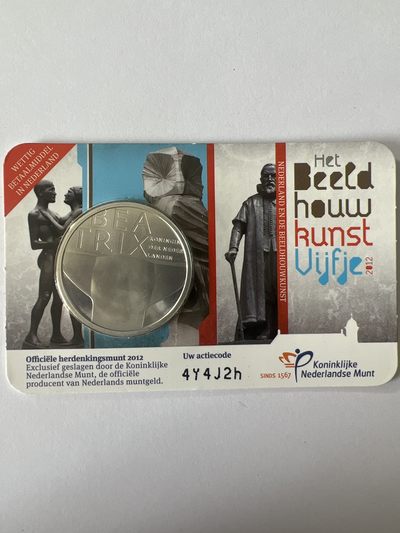 WETTIG
BETAALMIDDEL
IN NEDERLAND
BEA
TRIX
KONINGIN
DER NEDER
LANDEN
NEDERLAND EN DE BEELDHOUWKUNST
Het
Beeld
houw
kunst
Vijfje
2012
Officiële herdenkingsmunt 2012
Exclusief geslagen door de Koninklijke
Nederlandse Munt, de officiële
producent van Nederlands muntgeld.
Uw actiecode
4Y4J2h
SINDS 1567
Koninklijke
Nederlandse Munt